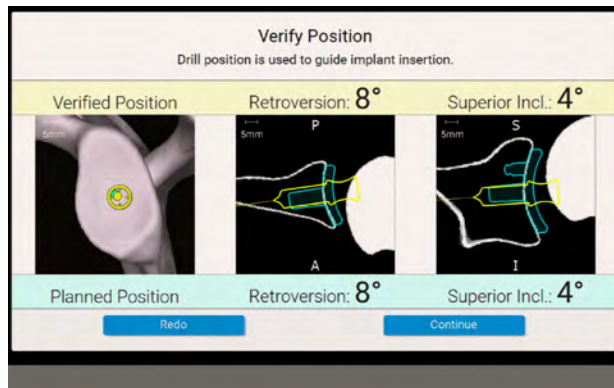 Verify Position
Drill position is used to guide implant insertion.
Verified Position Retroversion: 8° Superior Incl.: 4°
5mm 5mm P 5mm S
A I
Planned Position Retroversion: 8° Superior Incl.: 4°
Redo Continue